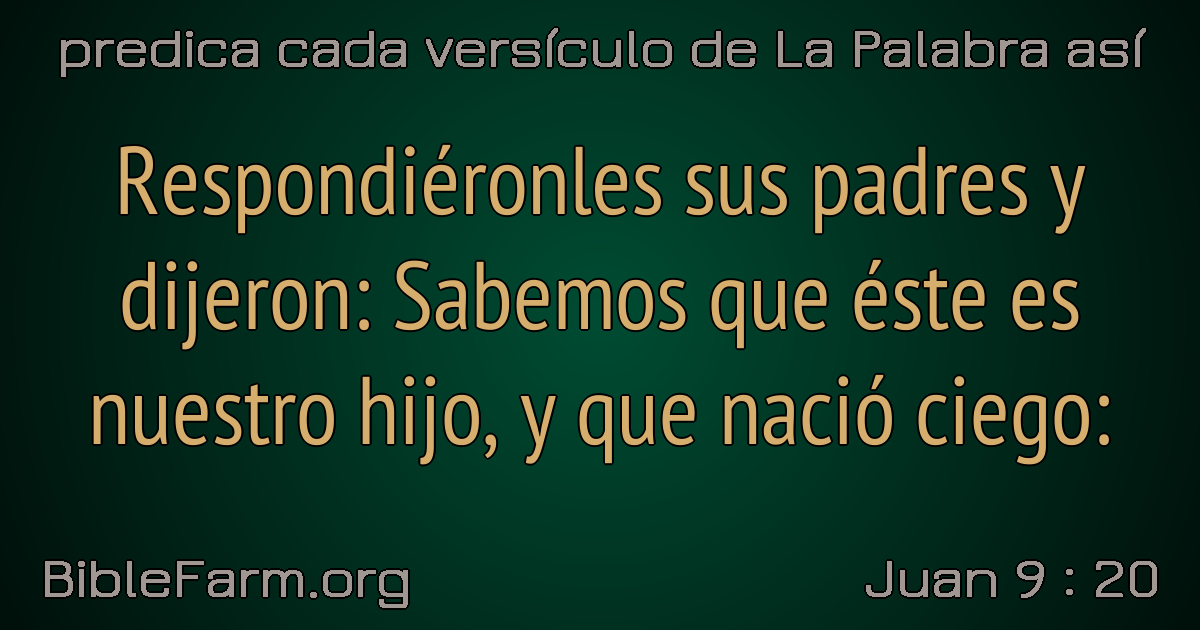 predica cada versículo de La Palabra así
Respondiéronles sus padres y
dijeron: Sabemos que éste es
nuestro hijo, y que nació ciego:
BibleFarm.org
Juan 9 : 20